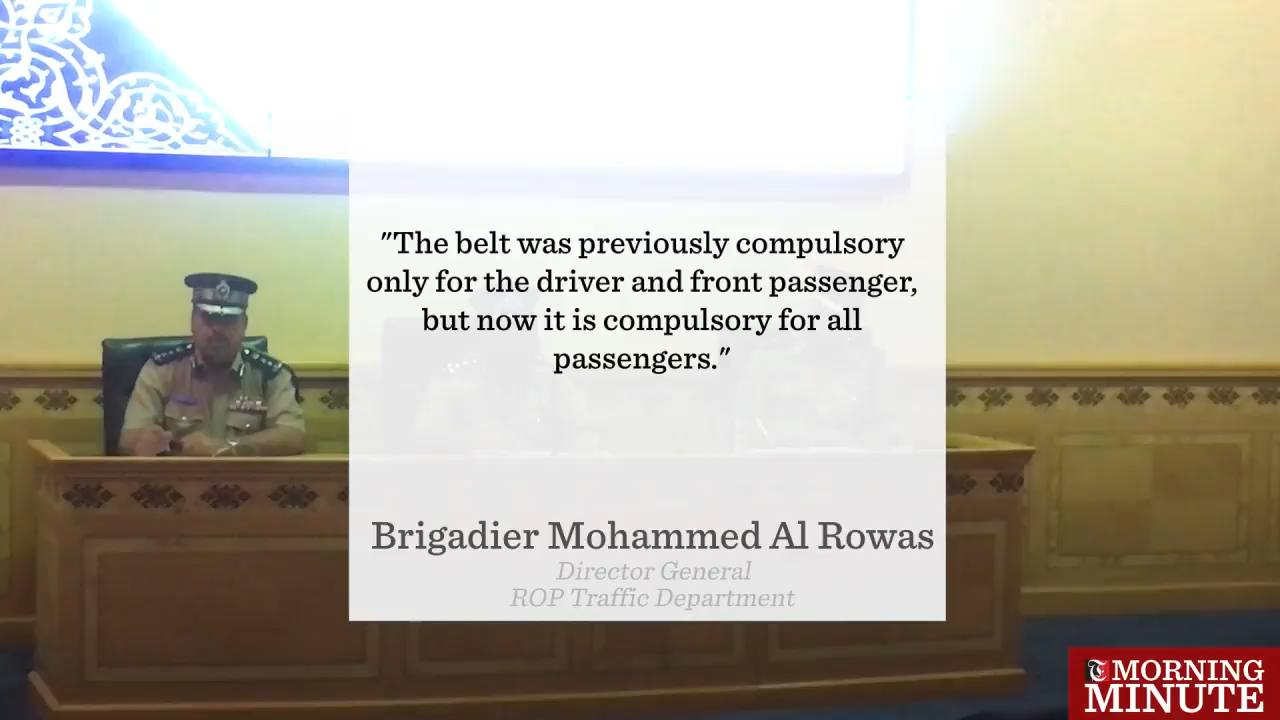 "The belt was previously compulsory
only for the driver and front passenger,
but now it is compulsory for all
passengers."
Brigadier Mohammed Al Rowas
Director General
ROP Traffic Department
T MORNING
MINUTE